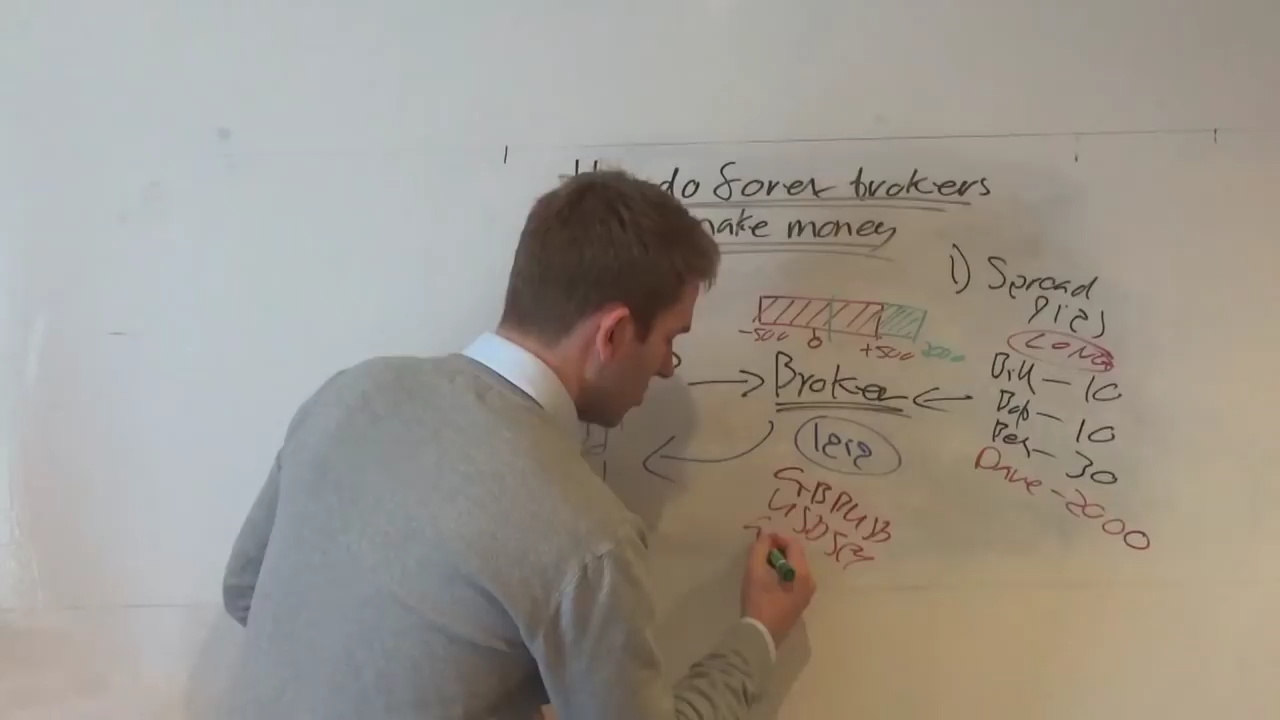 do forex brokers
make money
1) Spread
LONG
-500 0 +500 2000
Broker
Bill – 10
Bob – 10
Ben – 30
Dave – 2000
GBPUSD